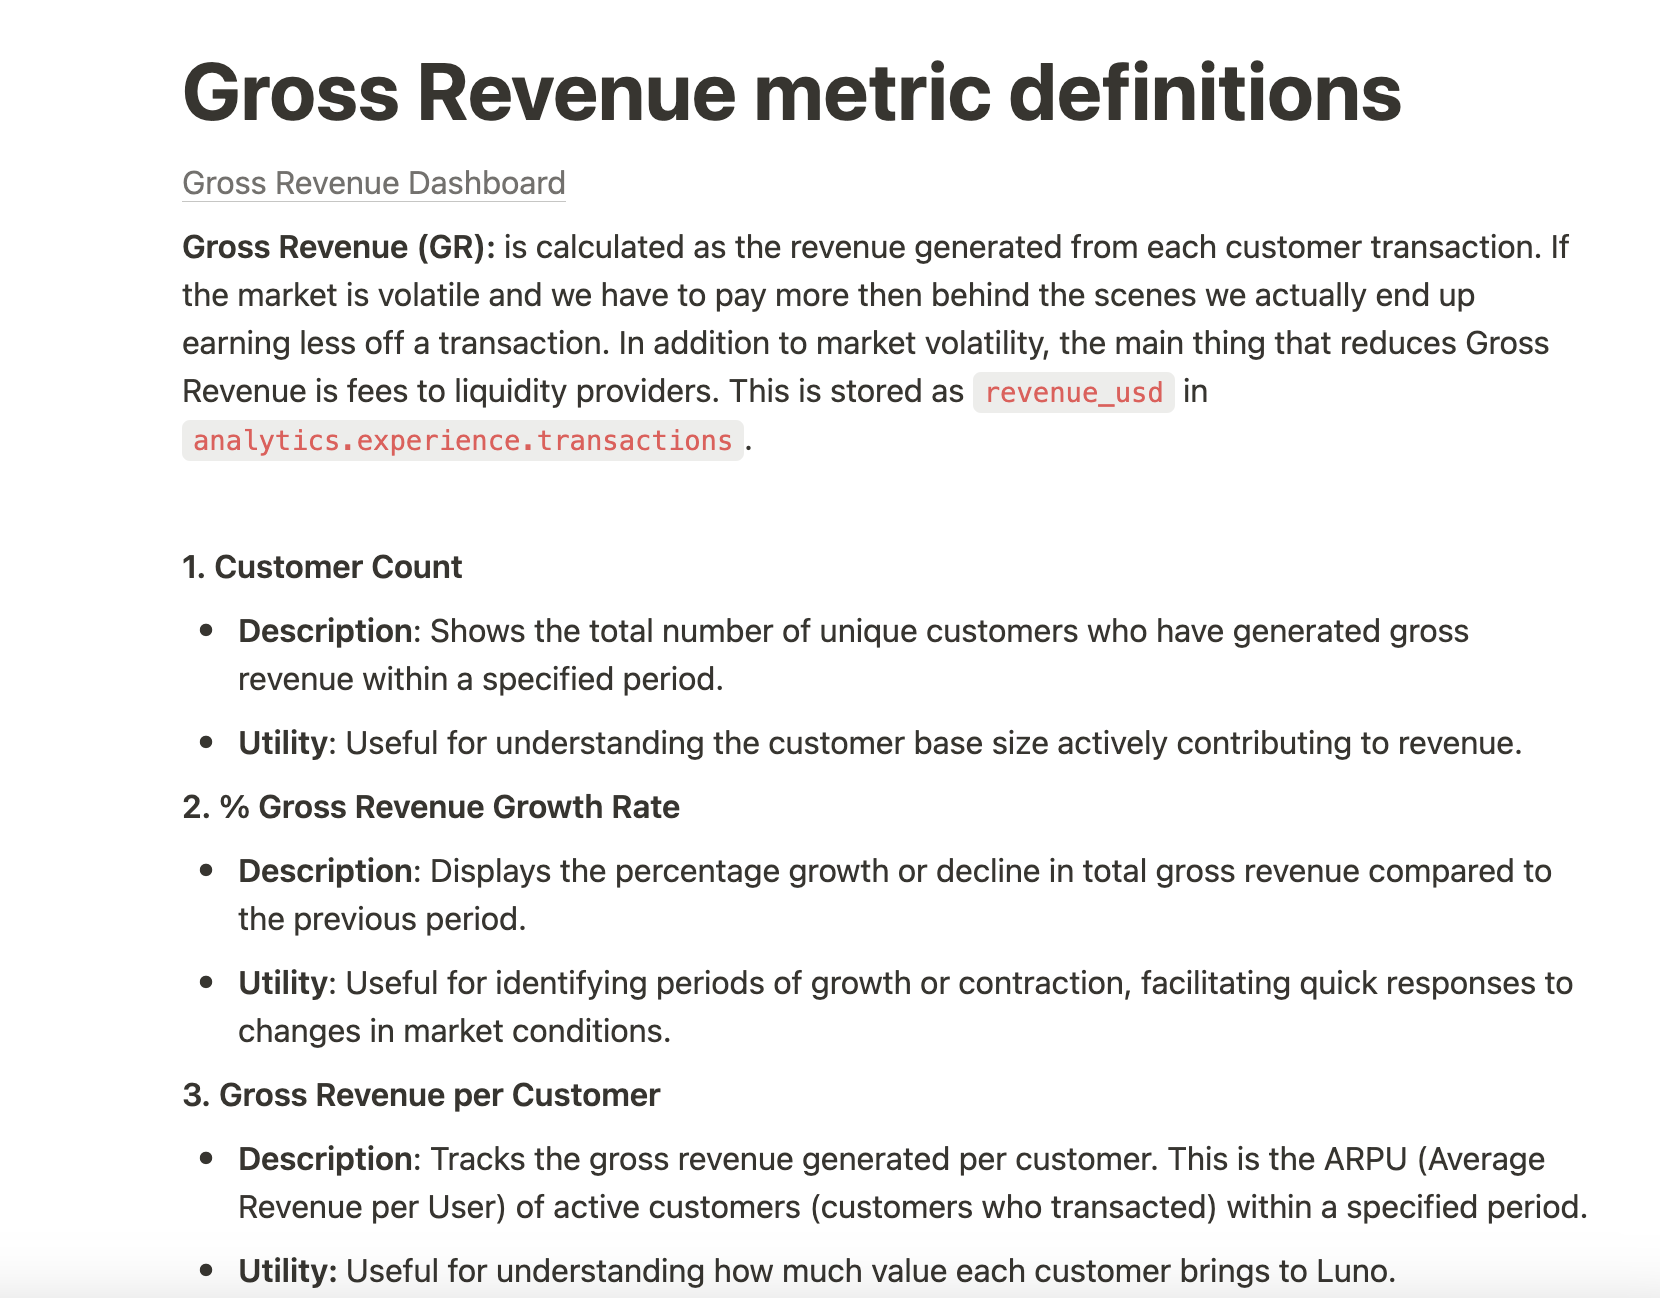 Gross Revenue metric definitions
Gross Revenue Dashboard
Gross Revenue (GR): is calculated as the revenue generated from each customer transaction. If
the market is volatile and we have to pay more then behind the scenes we actually end up
earning less off a transaction. In addition to market volatility, the main thing that reduces Gross
Revenue is fees to liquidity providers. This is stored as revenue_usd in
analytics.experience.transactions.
1. Customer Count
• Description: Shows the total number of unique customers who have generated gross
revenue within a specified period.
• Utility: Useful for understanding the customer base size actively contributing to revenue.
2. % Gross Revenue Growth Rate
• Description: Displays the percentage growth or decline in total gross revenue compared to
the previous period.
• Utility: Useful for identifying periods of growth or contraction, facilitating quick responses to
changes in market conditions.
3. Gross Revenue per Customer
• Description: Tracks the gross revenue generated per customer. This is the ARPU (Average
Revenue per User) of active customers (customers who transacted) within a specified period.
• Utility: Useful for understanding how much value each customer brings to Luno.